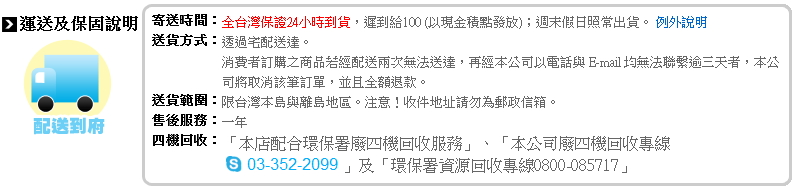 運送及保固說明
配送到府
寄送時間：全台灣保證24小時到貨，遲到給100 (以現金積點發放)；週末假日照常出貨。 例外說明
送貨方式：透過宅配送達。
消費者訂購之商品若經配送兩次無法送達，再經本公司以電話與 E-mail 均無法聯繫逾三天者，本公
司將取消該筆訂單，並且全額退款。
送貨範圍：限台灣本島與離島地區。注意！收件地址請勿為郵政信箱。
售後服務：一年
四機回收：「本店配合環保署廢四機回收服務」、「本公司廢四機回收專線
03-352-2099 」及「環保署資源回收專線0800-085717」